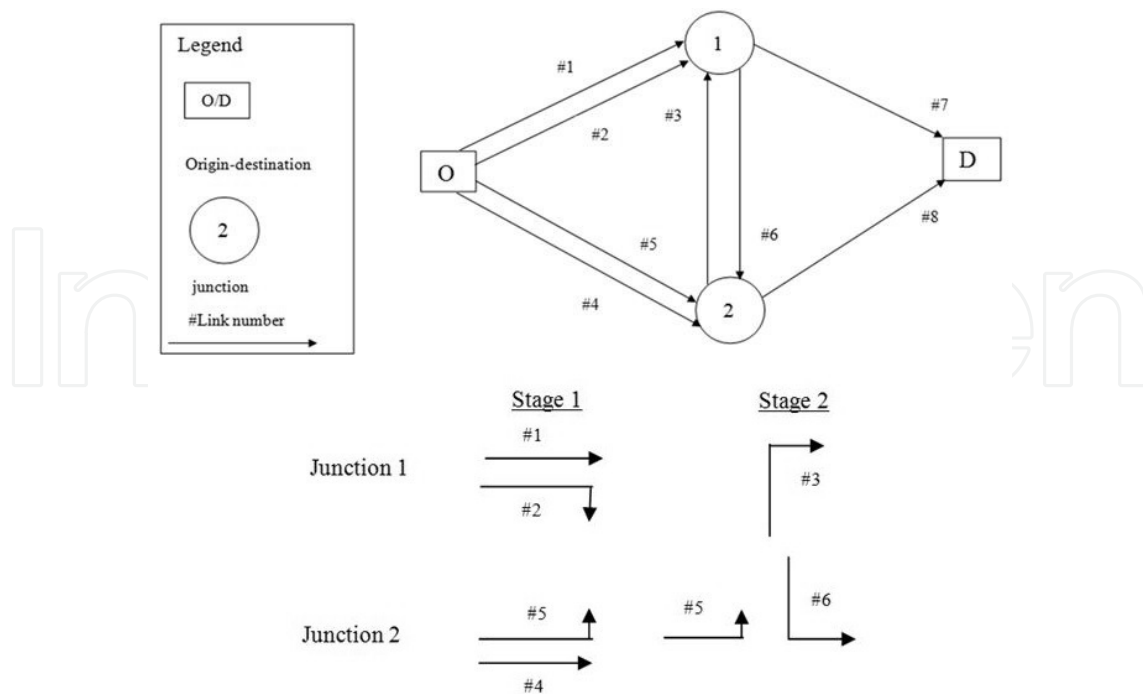 Legend
O/D
Origin-destination
2
junction
#Link number
1
#1
#2
#3
#7
O
D
#5
#6
#8
#4
2
Stage 1
Stage 2
Junction 1
#1
#2
#3
Junction 2
#5
#5
#6
#4